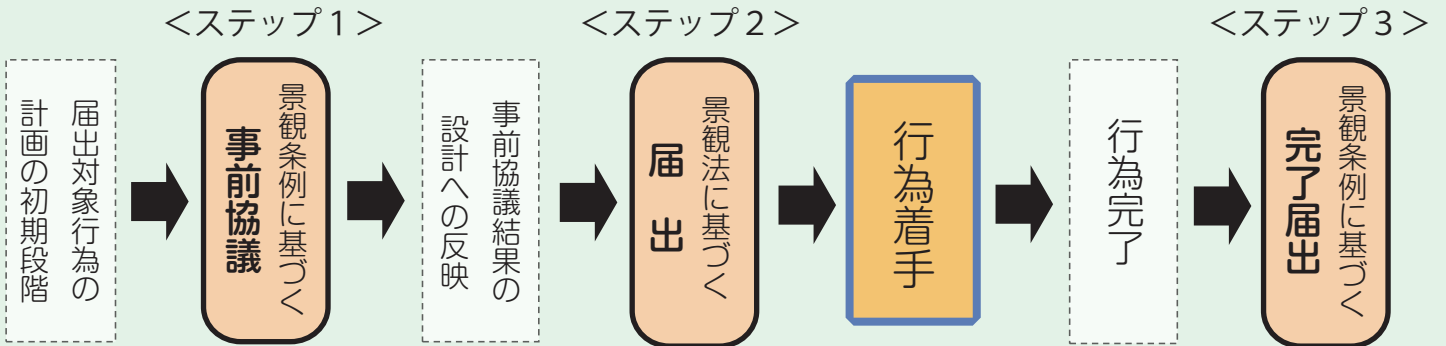 ＜ステップ１＞
＜ステップ２＞
＜ステップ３＞
届出対象行為の
計画の初期段階
景観条例に基づく
事前協議
事前協議結果の
設計への反映
景観法に基づく
届出
行為着手
行為完了
景観条例に基づく
完了届出